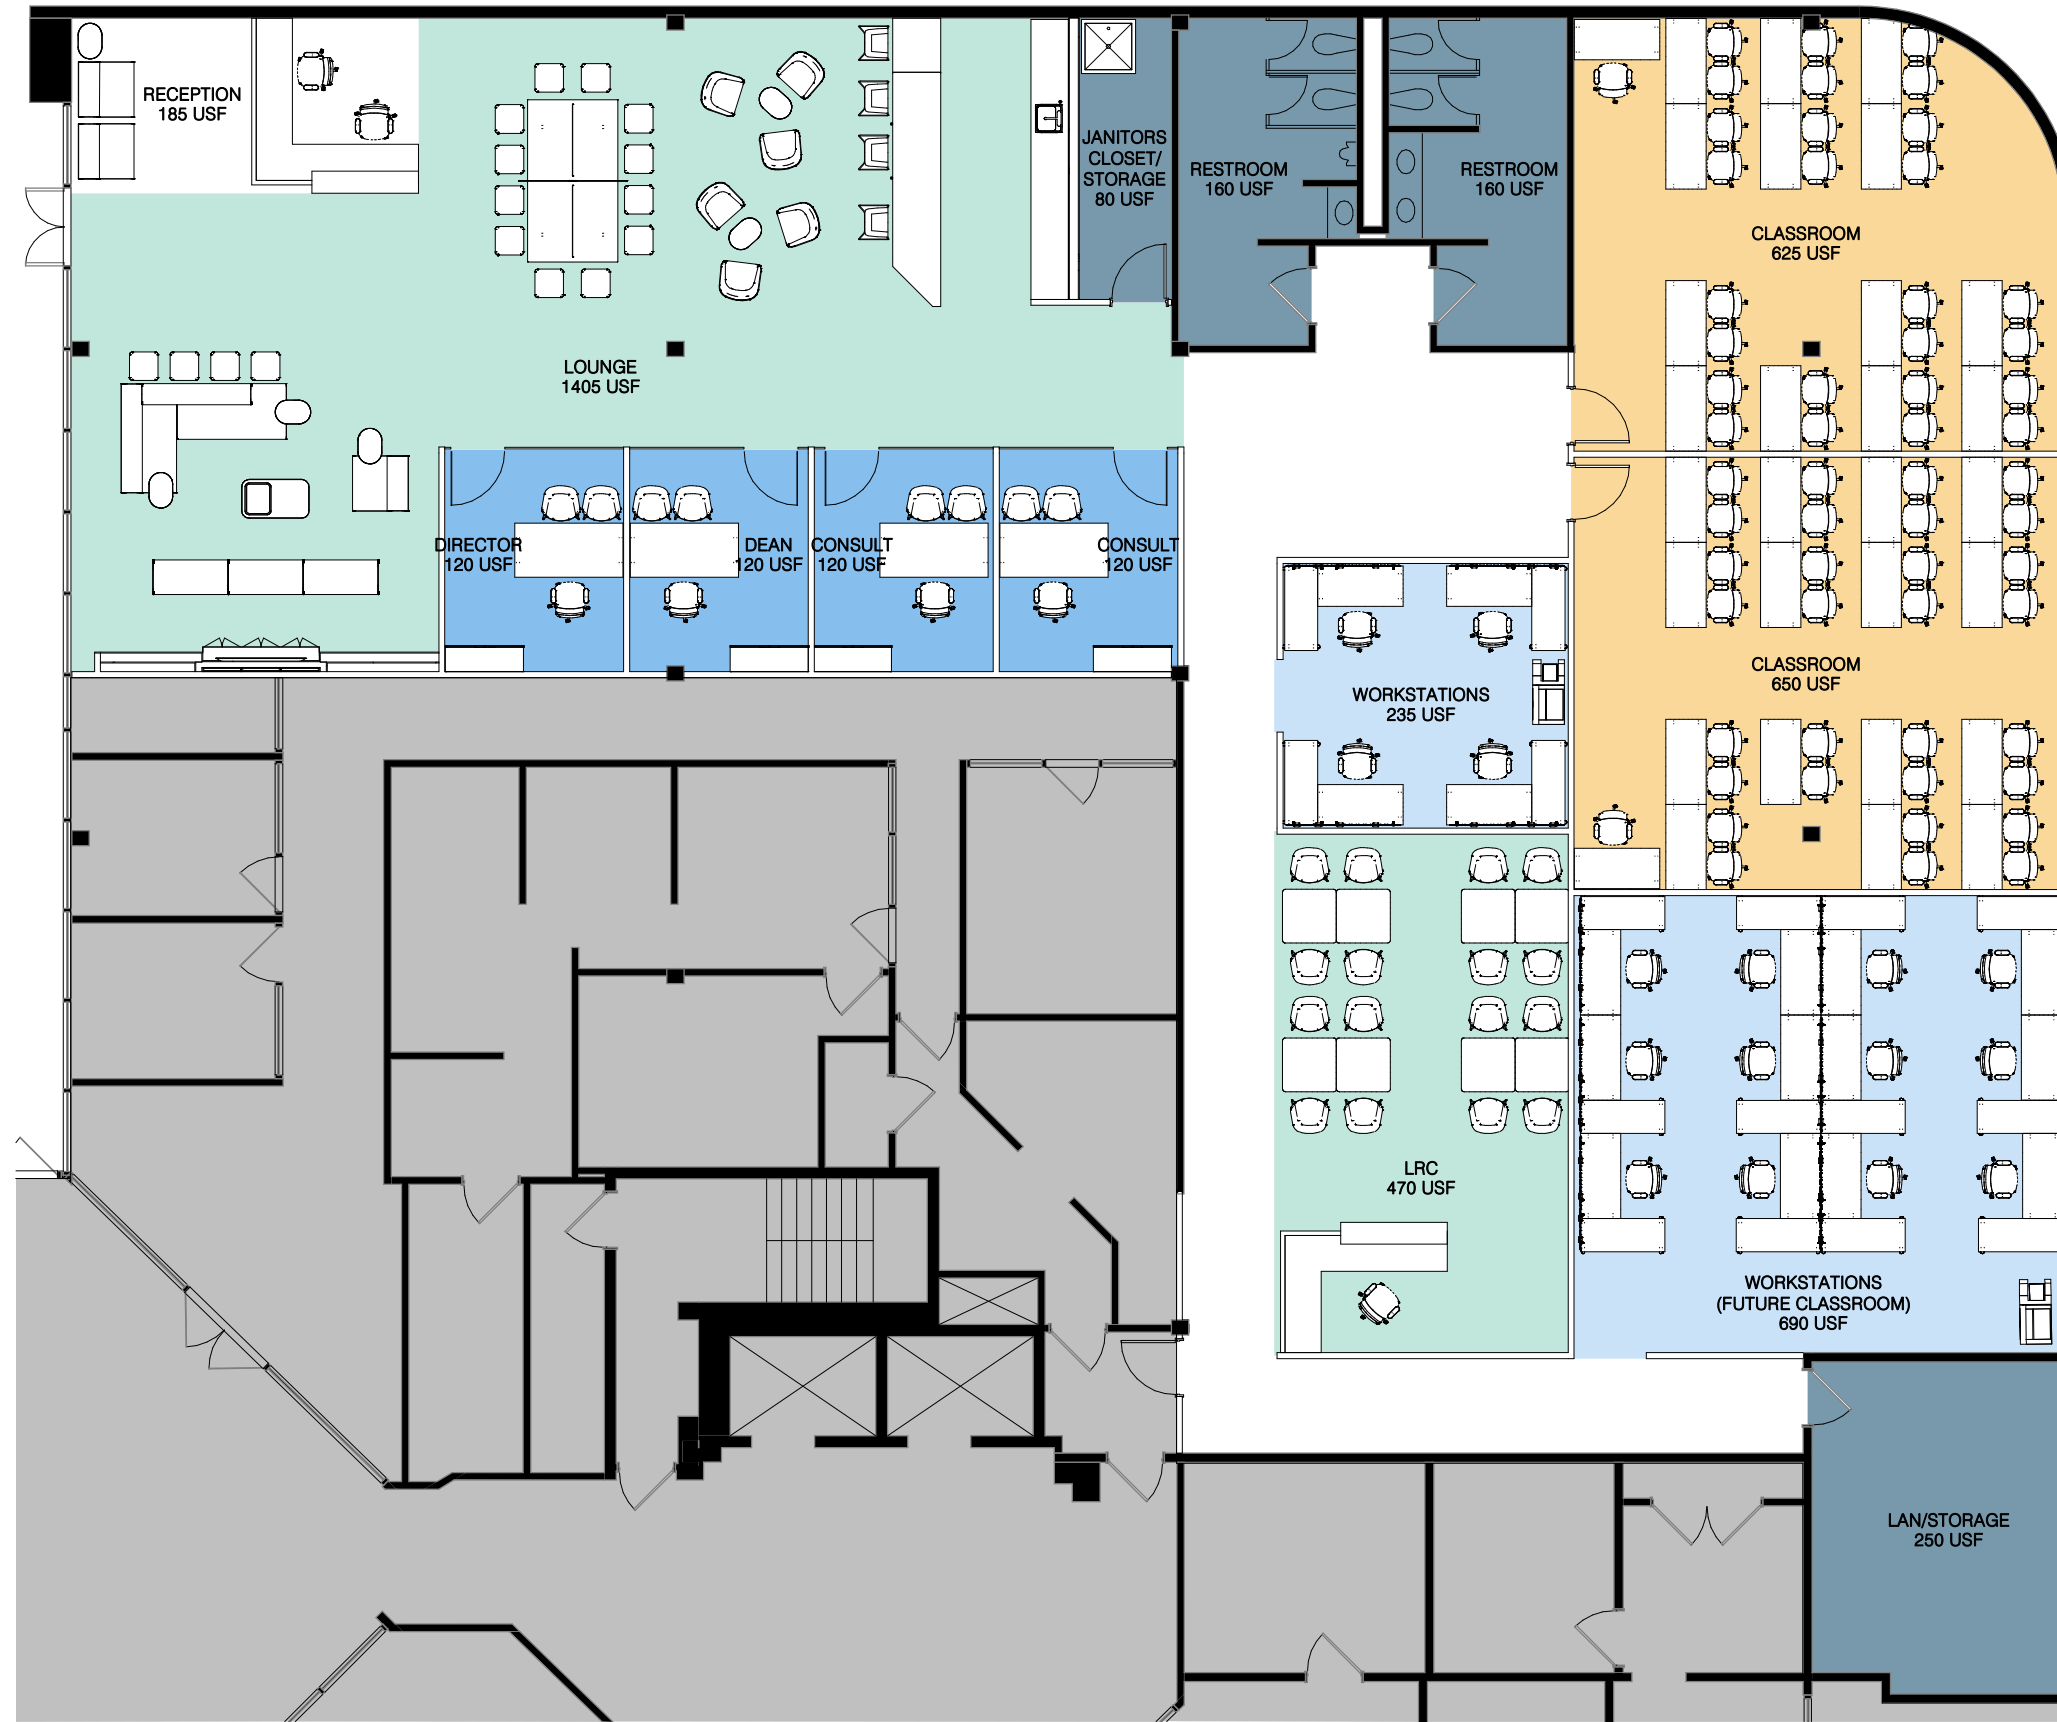 RECEPTION
185 USF
JANITORS
CLOSET/
STORAGE
80 USF
RESTROOM
160 USF
RESTROOM
160 USF
CLASSROOM
625 USF
LOUNGE
1405 USF
DIRECTOR
120 USF
DEAN
120 USF
CONSULT
120 USF
CONSULT
120 USF
WORKSTATIONS
235 USF
CLASSROOM
650 USF
LRC
470 USF
WORKSTATIONS
(FUTURE CLASSROOM)
690 USF
LAN/STORAGE
250 USF